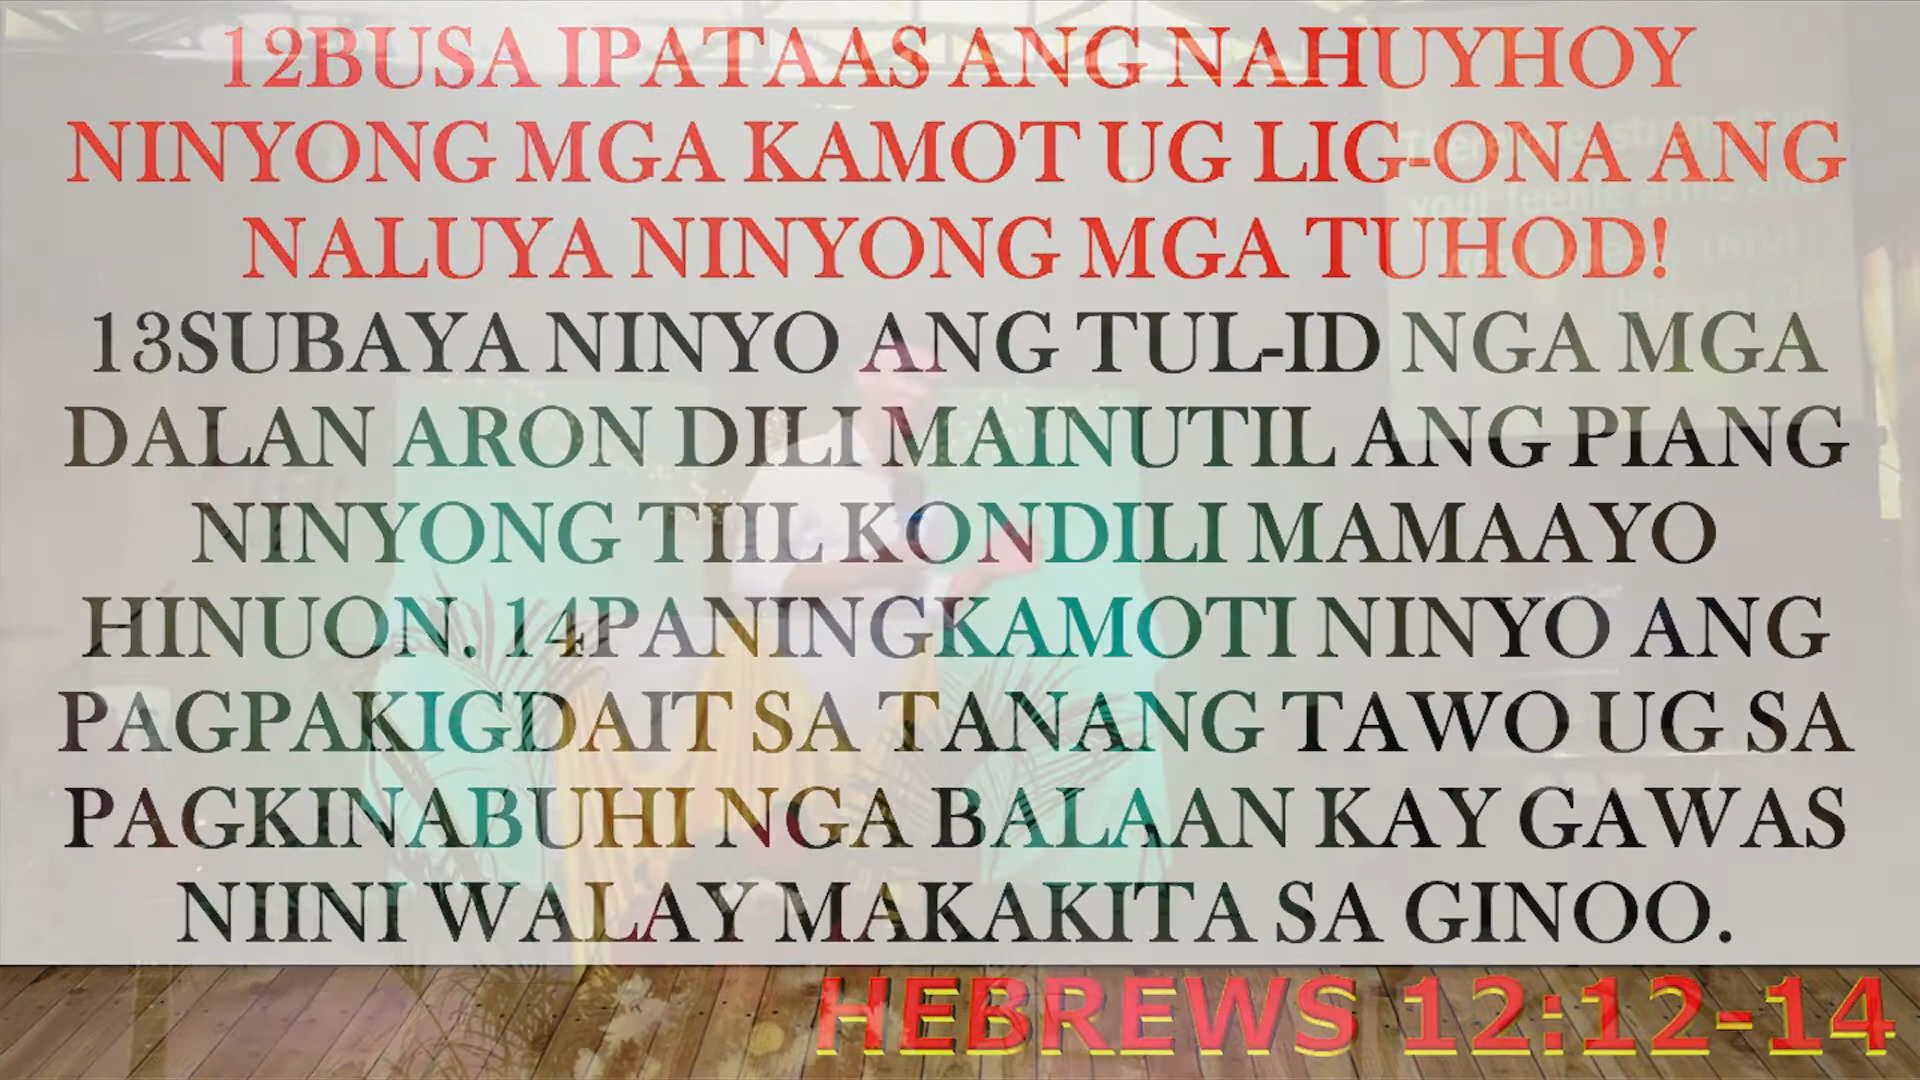 12BUSA IPATAAS ANG NAHUYHOY
NINYONG MGA KAMOT UG LIG-ONA ANG
NALUYA NINYONG MGA TUHOD!
13SUBAYA NINYO ANG TUL-ID NGA MGA
DALAN ARON DILI MAINUTIL ANG PIANG
NINYONG TIIL KONDILI MAMAAYO
HINUON. 14PANINGKAMOTI NINYO ANG
PAGPAKIGDAIT SA TANANG TAWO UG SA
PAGKINABUHI NGA BALAAN KAY GAWAS
NIINI WALAY MAKAKITA SA GINOO.
HEBREWS 12:12-14